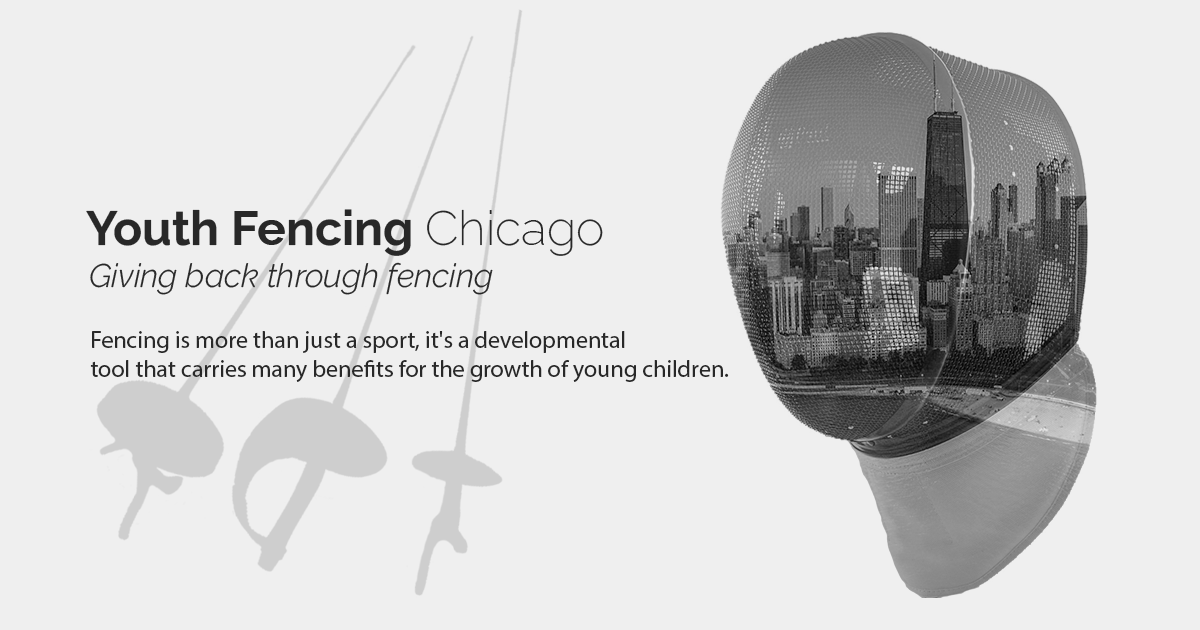 Youth Fencing Chicago
Giving back through fencing
Fencing is more than just a sport, it's a developmental
tool that carries many benefits for the growth of young children.